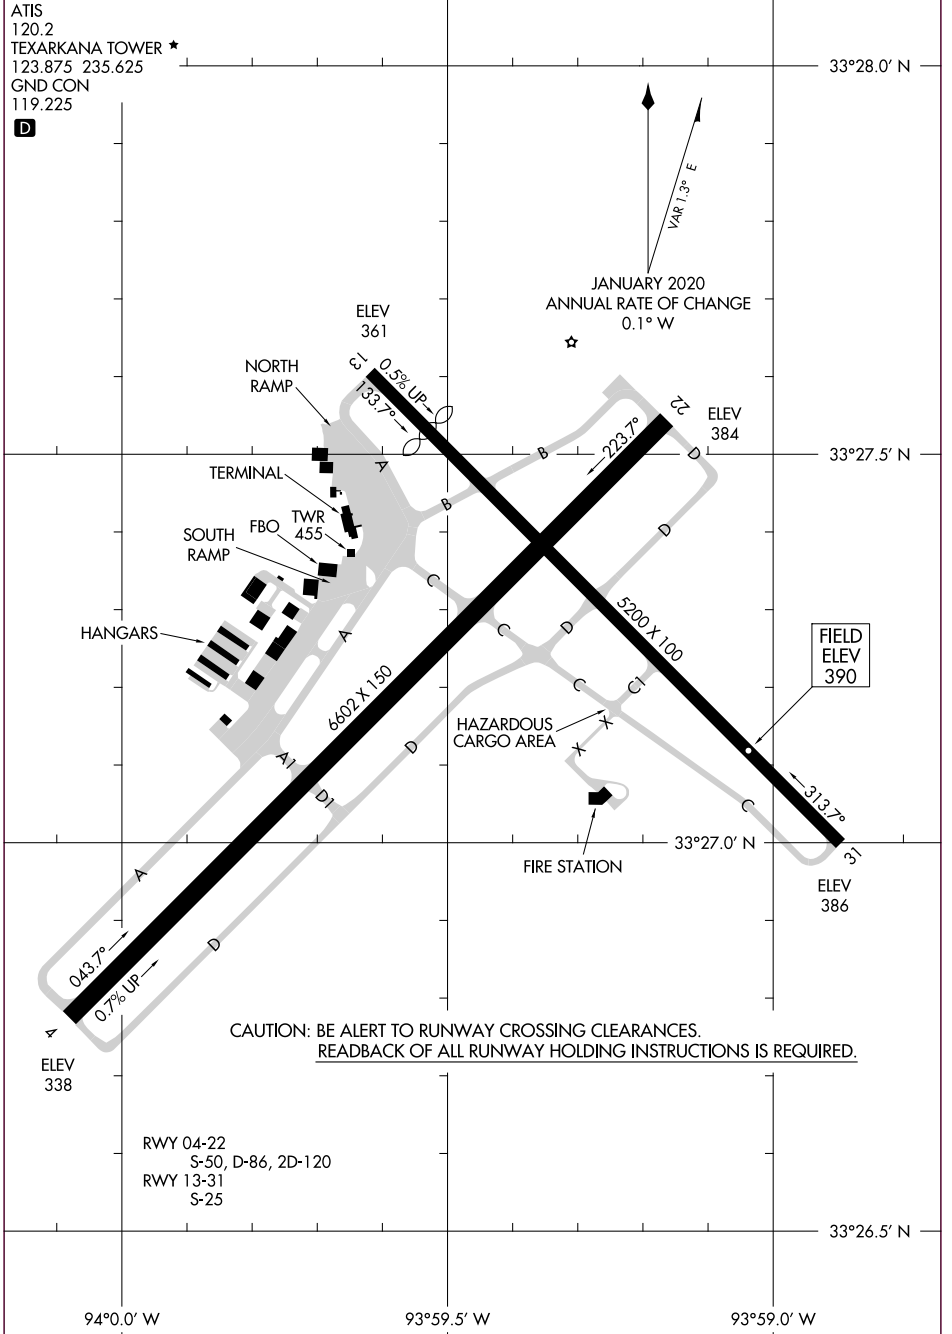 ATIS
120.2
TEXARKANA TOWER ★
123.875 235.625
GND CON
119.225
D
33°28.0' N
VAR 1.3° E
JANUARY 2020
ANNUAL RATE OF CHANGE
0.1° W
ELEV
361
13
0.5% UP
133.7°
NORTH
RAMP
22
ELEV
384
223.7°
33°27.5' N
A
B
B
D
D
TERMINAL
TWR
455
FBO
SOUTH
RAMP
C
C
D
5200 X 100
HANGARS
A
FIELD
ELEV
390
6602 X 150
C
C1
HAZARDOUS
CARGO AREA
X
X
D
A1
D1
C
313.7°
FIRE STATION
33°27.0' N
31
ELEV
386
A
D
043.7°
0.7% UP
4
ELEV
338
CAUTION: BE ALERT TO RUNWAY CROSSING CLEARANCES.
READBACK OF ALL RUNWAY HOLDING INSTRUCTIONS IS REQUIRED.
RWY 04-22
S-50, D-86, 2D-120
RWY 13-31
S-25
33°26.5' N
94°0.0' W
93°59.5' W
93°59.0' W